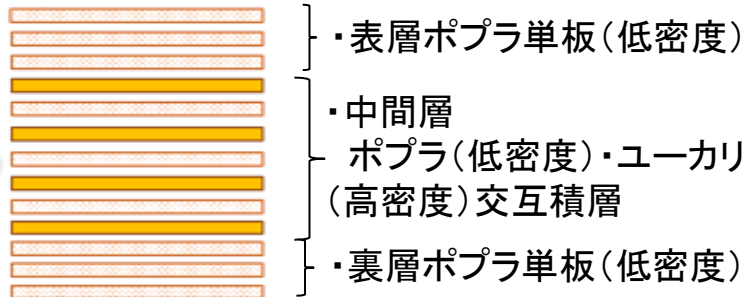 ・表層ポプラ単板(低密度)
・中間層
ポプラ(低密度)・ユーカリ
(高密度)交互積層
・裏層ポプラ単板(低密度)